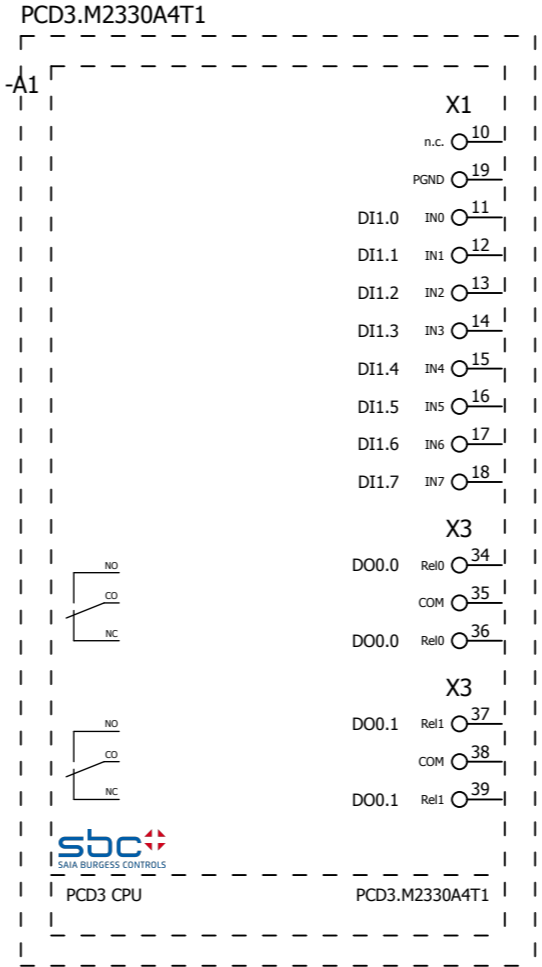 PCD3.M2330A4T1
-A1
X1
n.c. 10
PGND 19
DI1.0 IN0 11
DI1.1 IN1 12
DI1.2 IN2 13
DI1.3 IN3 14
DI1.4 IN4 15
DI1.5 IN5 16
DI1.6 IN6 17
DI1.7 IN7 18
X3
NO DO0.0 Rel0 34
CO COM 35
NC DO0.0 Rel0 36
X3
NO DO0.1 Rel1 37
CO COM 38
NC DO0.1 Rel1 39
sbc
SAIA BURGESS CONTROLS
PCD3 CPU PCD3.M2330A4T1